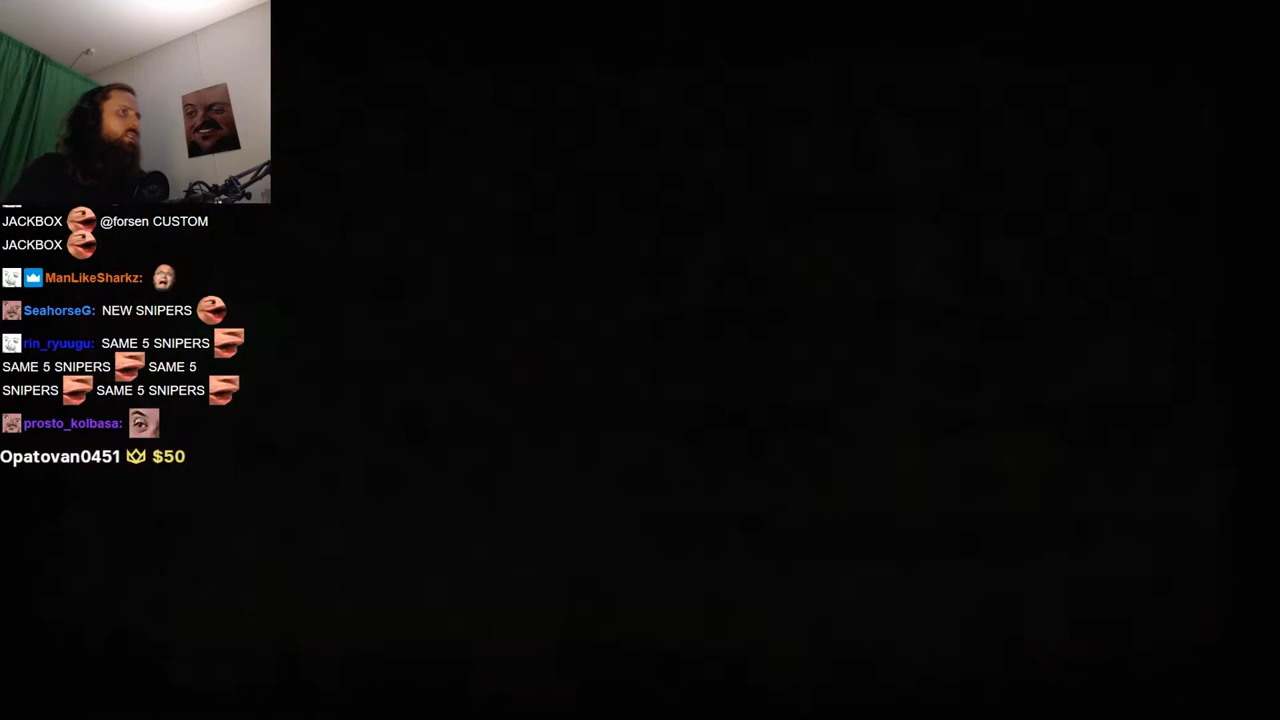 JACKBOX @forsen CUSTOM
JACKBOX
ManLikeSharkz:
SeahorseG: NEW SNIPERS
rin_ryuugu: SAME 5 SNIPERS
SAME 5 SNIPERS SAME 5
SNIPERS SAME 5 SNIPERS
prosto_kolbasa:
Opatovan0451 $50